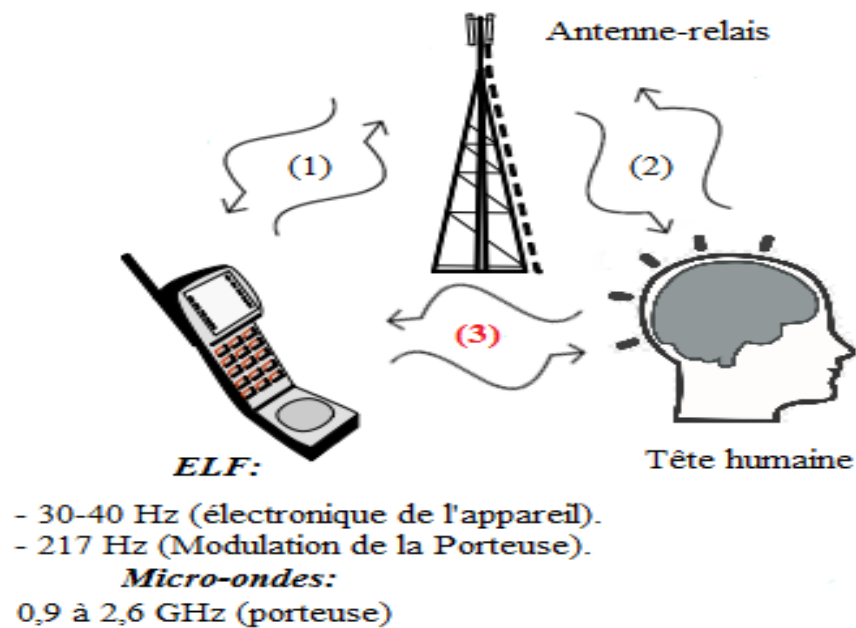 Antenne-relais
(1)
(2)
(3)
ELF:
Tête humaine
- 30-40 Hz (électronique de l'appareil).
- 217 Hz (Modulation de la Porteuse).
Micro-ondes:
0,9 à 2,6 GHz (porteuse)